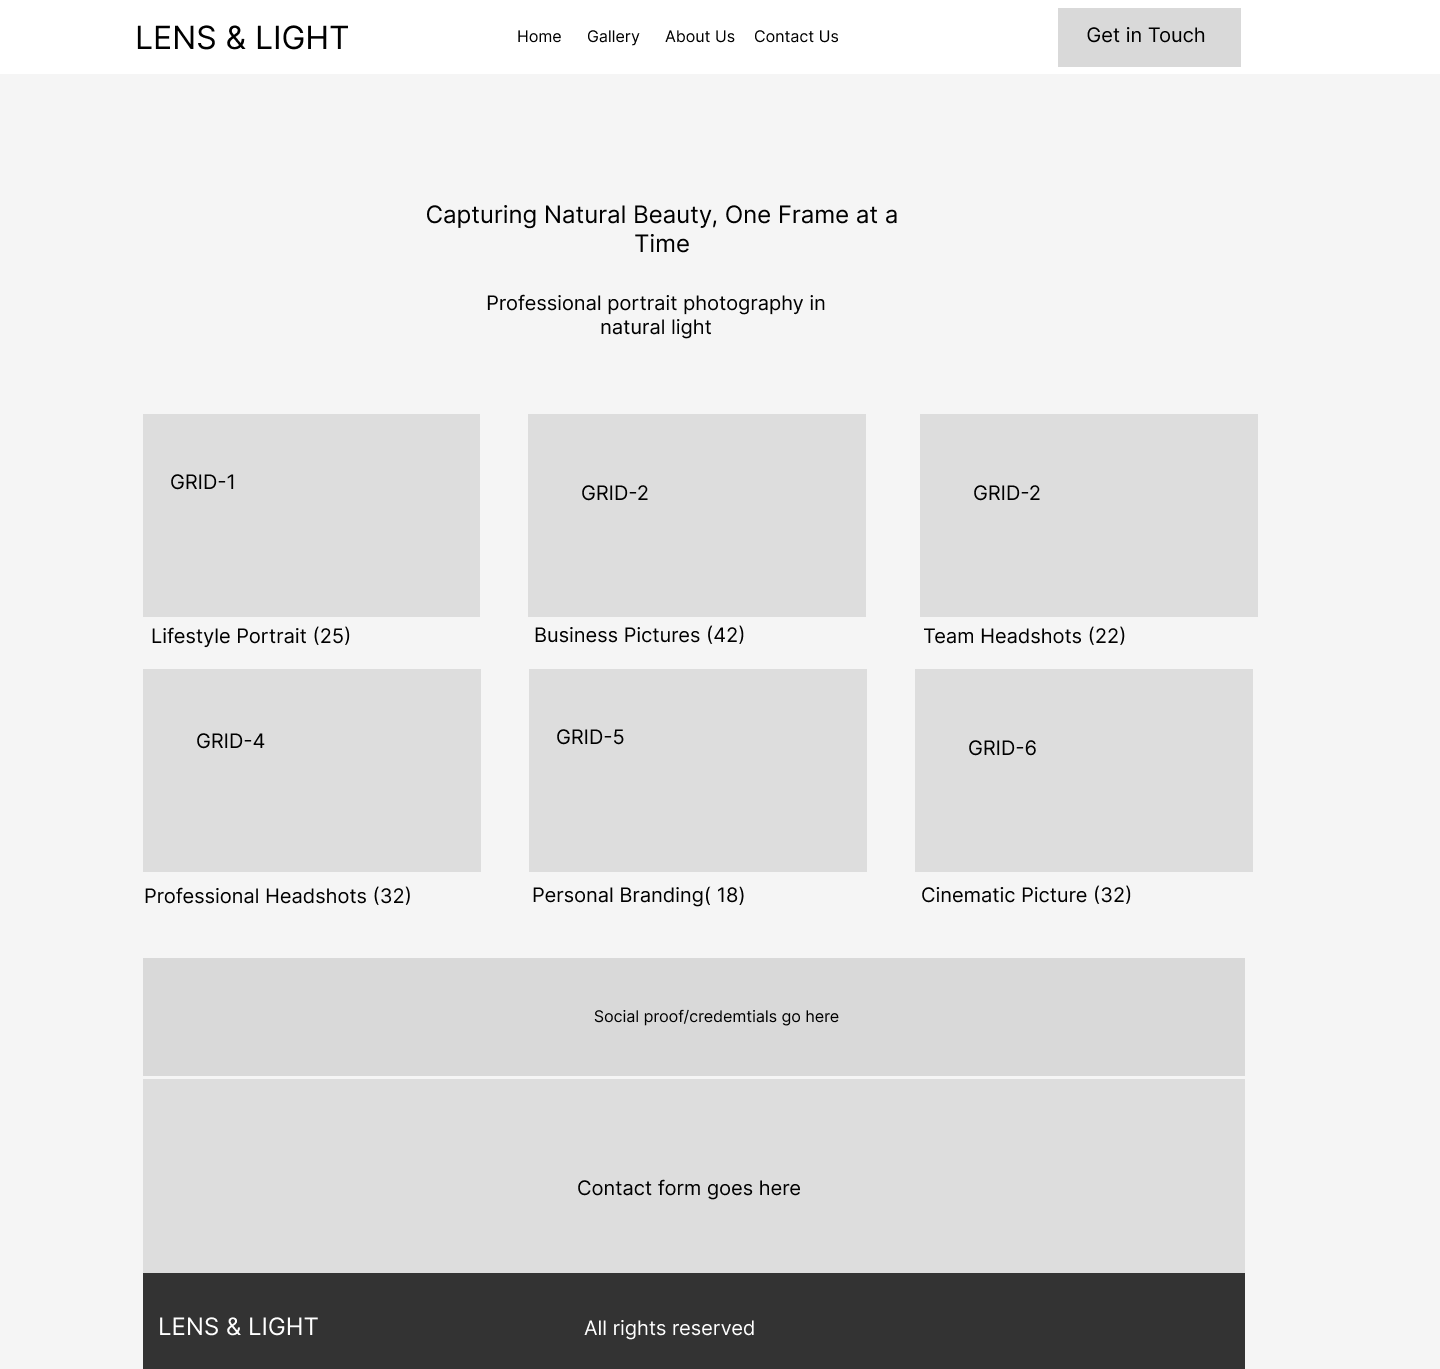 LENS & LIGHT
Home
Gallery
About Us
Contact Us
Get in Touch
Capturing Natural Beauty, One Frame at a
Time
Professional portrait photography in
natural light
GRID-1
GRID-2
GRID-2
Lifestyle Portrait (25)
Business Pictures (42)
Team Headshots (22)
GRID-4
GRID-5
GRID-6
Professional Headshots (32)
Personal Branding( 18)
Cinematic Picture (32)
Social proof/credemtials go here
Contact form goes here
LENS & LIGHT
All rights reserved